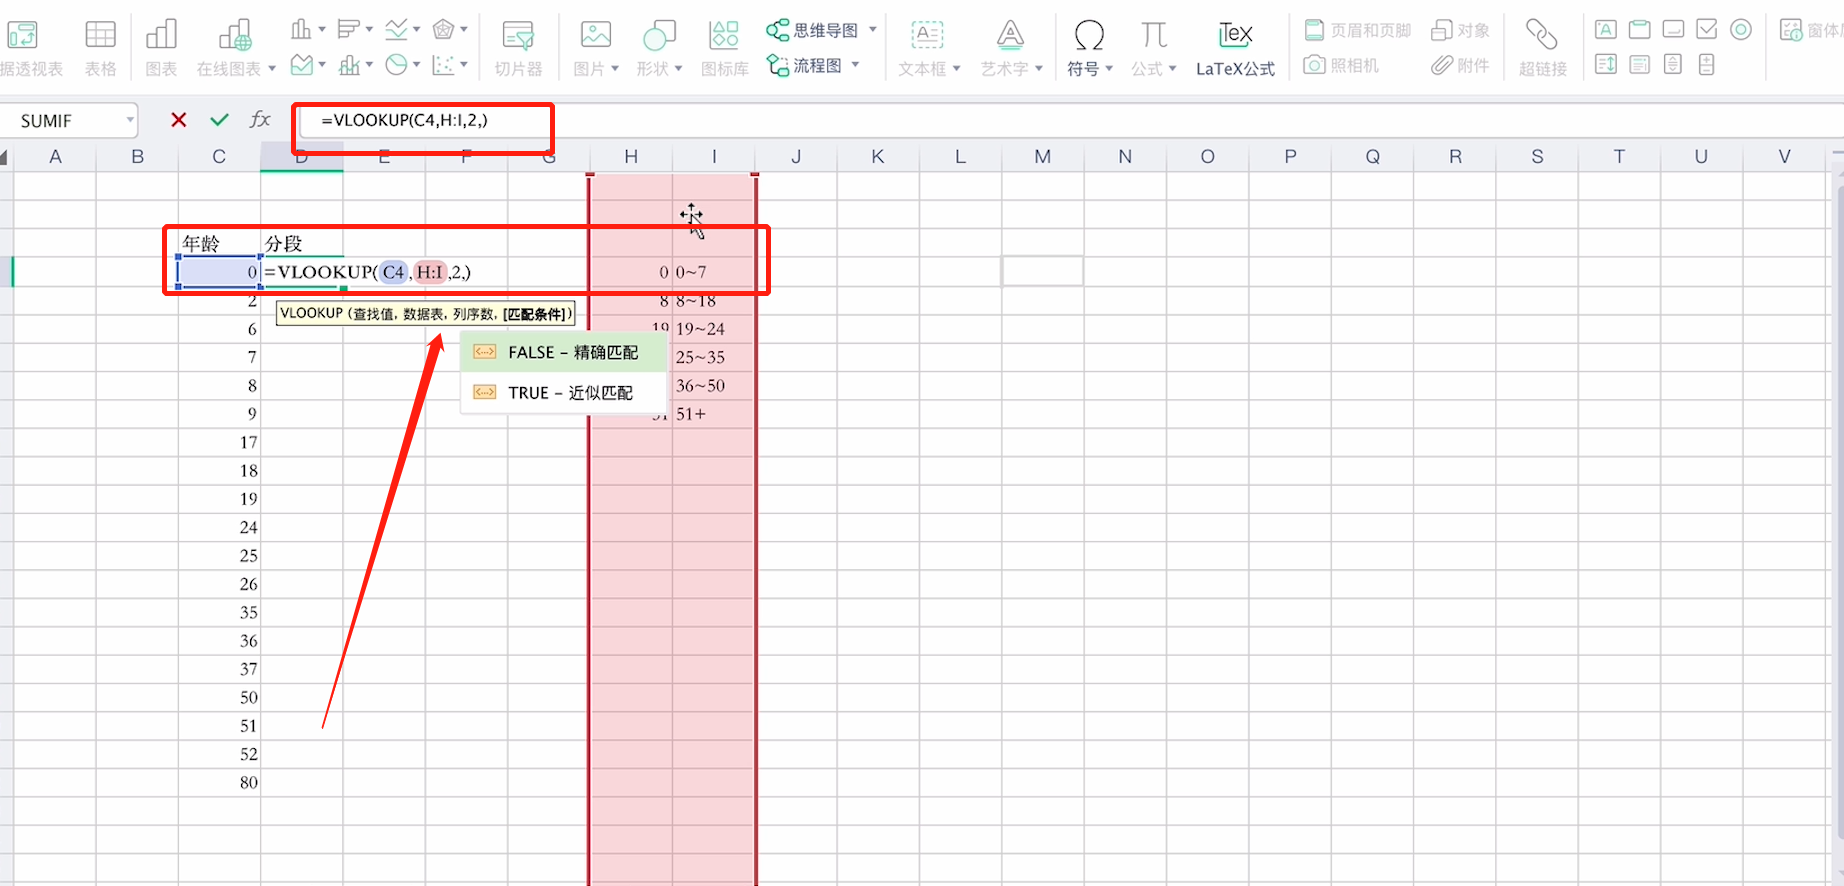 思维导图
页眉和页脚 对象
窗体
据透视表 表格 图表 在线图表 切片器 图片 形状 图标库 流程图 文本框 艺术字 符号 公式 LaTeX公式 照相机 附件 超链接
SUMIF fx =VLOOKUP(C4,H:I,2,)
A B C D E F G H I J K L M N O P Q R S T U V
年龄 分段
0 =VLOOKUP(C4,H:I,2,) 0 0~7
2 8 8~18
VLOOKUP (查找值, 数据表, 列序数, [匹配条件])
6 19 19~24
7 FALSE - 精确匹配 25~35
8 TRUE - 近似匹配 36~50
9 51 51+
17
18
19
24
25
26
35
36
37
50
51
52
80